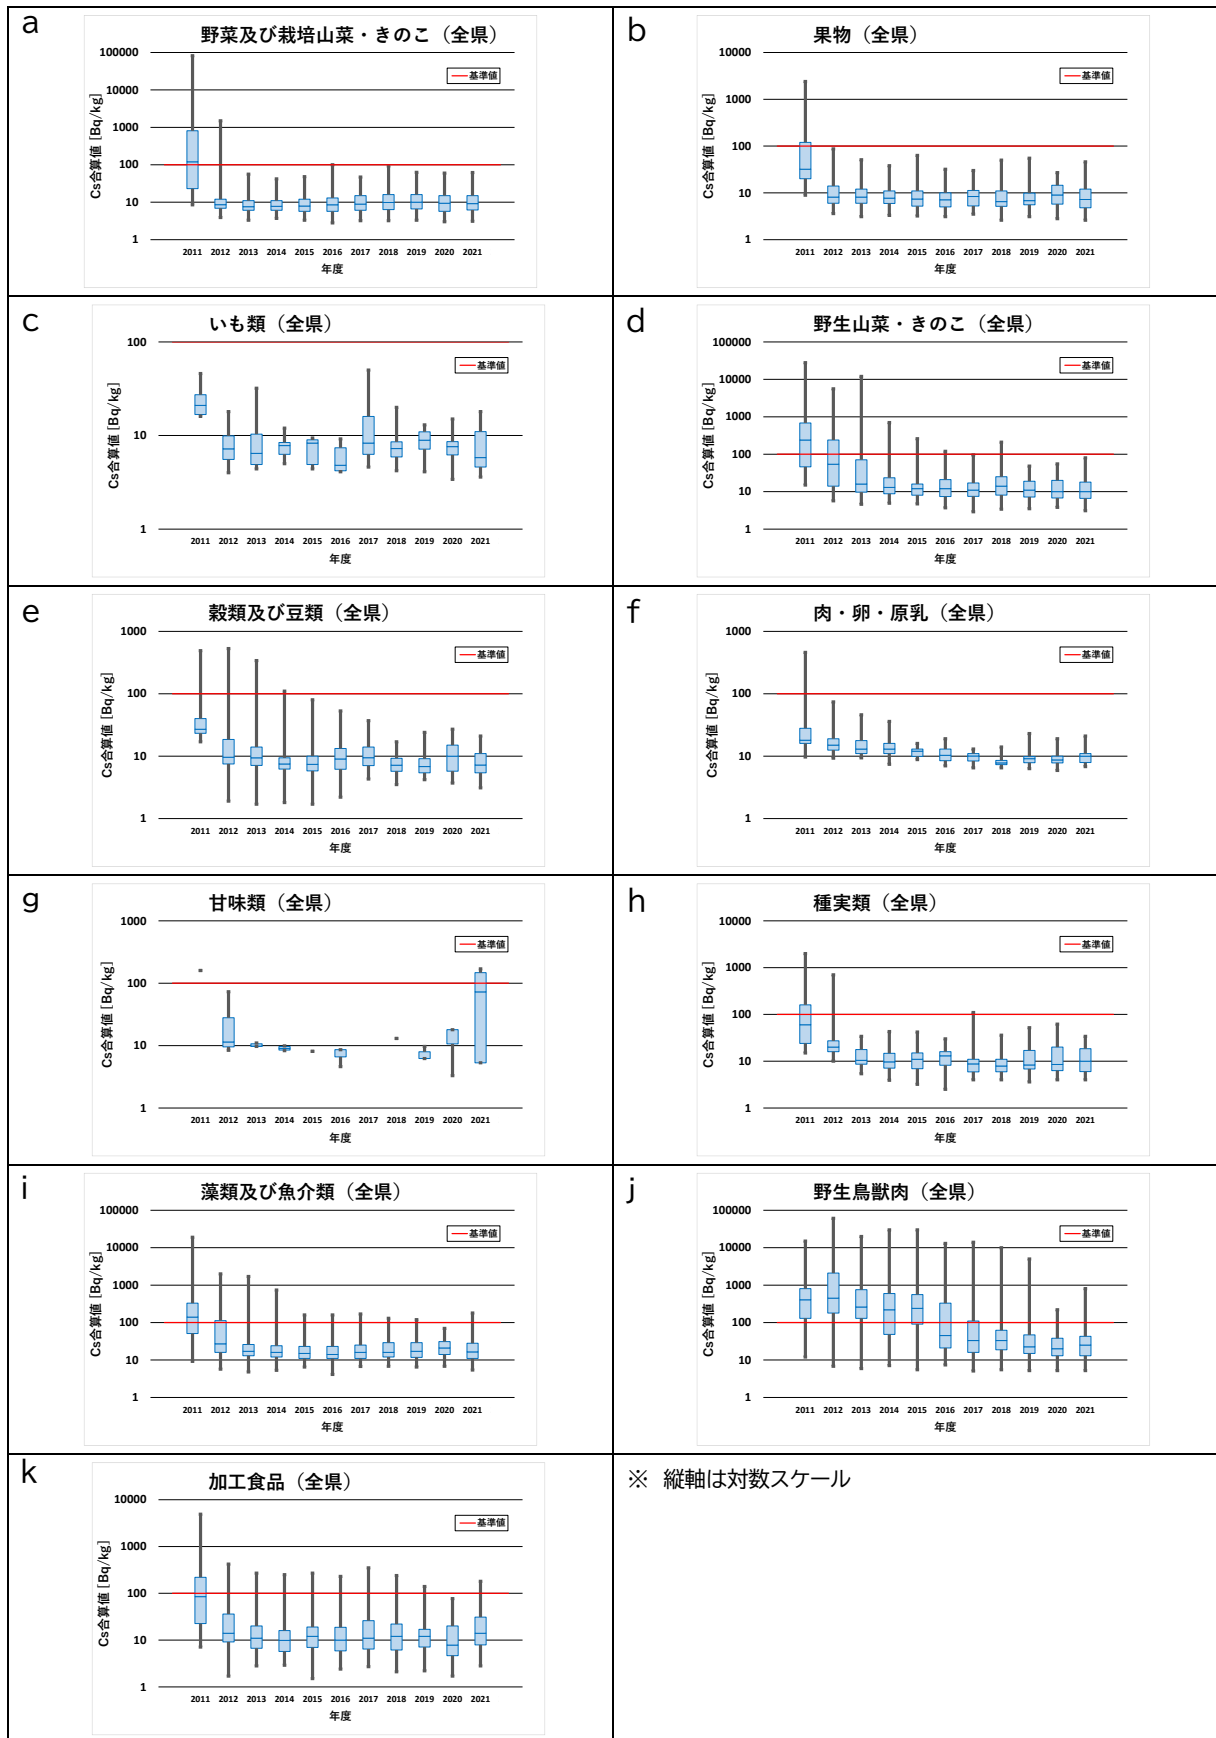 a
野菜及び栽培山菜・きのこ（全県）
100000
10000
1000
100
10
1
Cs合算値 [Bq/kg]
基準値
2011 2012 2013 2014 2015 2016 2017 2018 2019 2020 2021
年度
b
果物（全県）
10000
1000
100
10
1
Cs合算値 [Bq/kg]
基準値
2011 2012 2013 2014 2015 2016 2017 2018 2019 2020 2021
年度
c
いも類（全県）
100
10
1
Cs合算値 [Bq/kg]
基準値
2011 2012 2013 2014 2015 2016 2017 2018 2019 2020 2021
年度
d
野生山菜・きのこ（全県）
100000
10000
1000
100
10
1
Cs合算値 [Bq/kg]
基準値
2011 2012 2013 2014 2015 2016 2017 2018 2019 2020 2021
年度
e
穀類及び豆類（全県）
1000
100
10
1
Cs合算値 [Bq/kg]
基準値
2011 2012 2013 2014 2015 2016 2017 2018 2019 2020 2021
年度
f
肉・卵・原乳（全県）
1000
100
10
1
Cs合算値 [Bq/kg]
基準値
2011 2012 2013 2014 2015 2016 2017 2018 2019 2020 2021
年度
g
甘味類（全県）
1000
100
10
1
Cs合算値 [Bq/kg]
基準値
2011 2012 2013 2014 2015 2016 2017 2018 2019 2020 2021
年度
h
種実類（全県）
10000
1000
100
10
1
Cs合算値 [Bq/kg]
基準値
2011 2012 2013 2014 2015 2016 2017 2018 2019 2020 2021
年度
i
藻類及び魚介類（全県）
100000
10000
1000
100
10
1
Cs合算値 [Bq/kg]
基準値
2011 2012 2013 2014 2015 2016 2017 2018 2019 2020 2021
年度
j
野生鳥獣肉（全県）
100000
10000
1000
100
10
1
Cs合算値 [Bq/kg]
基準値
2011 2012 2013 2014 2015 2016 2017 2018 2019 2020 2021
年度
k
加工食品（全県）
10000
1000
100
10
1
Cs合算値 [Bq/kg]
基準値
2011 2012 2013 2014 2015 2016 2017 2018 2019 2020 2021
年度
※ 縦軸は対数スケール